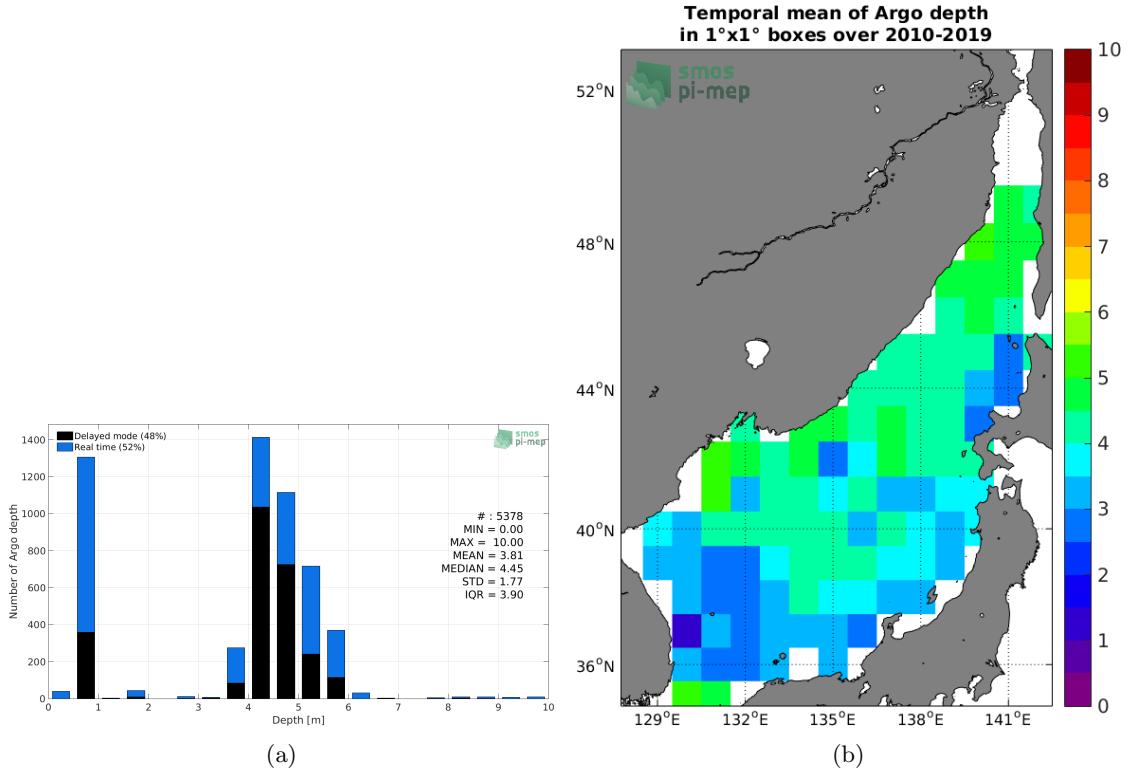 Temporal mean of Argo depth
in 1°x1° boxes over 2010-2019
smos
pi-mep
52°N
48°N
44°N
40°N
36°N
129°E
132°E
135°E
138°E
141°E
10
9
8
7
6
5
4
3
2
1
0
Delayed mode (48%)
Real time (52%)
smos
pi-mep
# : 5378
MIN = 0.00
MAX = 10.00
MEAN = 3.81
MEDIAN = 4.45
STD = 1.77
IQR = 3.90
Number of Argo depth
1400
1200
1000
800
600
400
200
0
1
2
3
4
5
6
7
8
9
10
Depth [m]
(a)
(b)